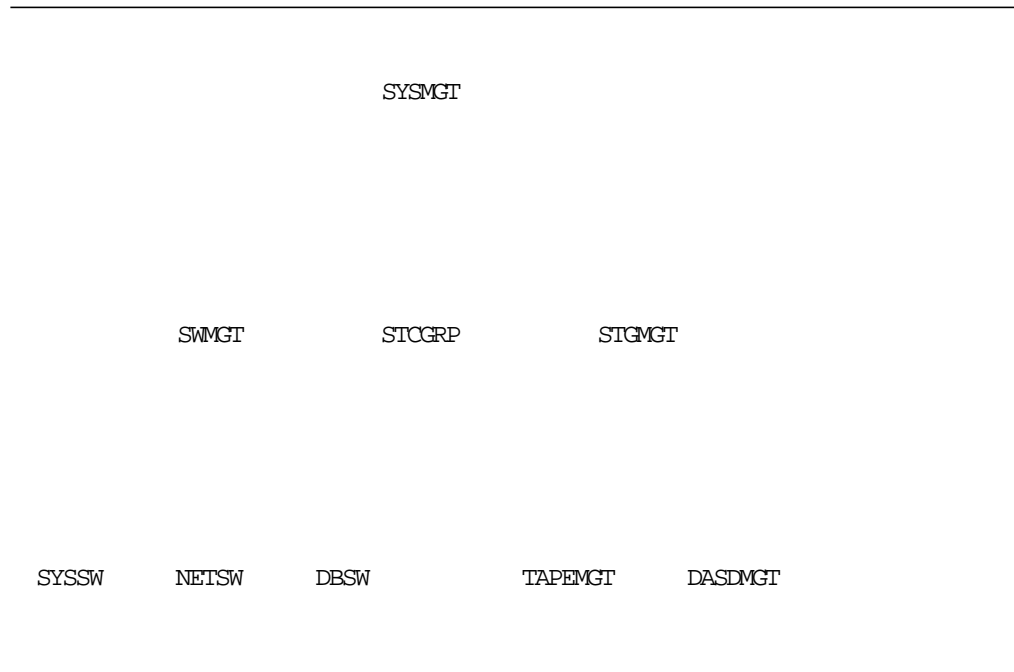 SYSMGT
SWMGT STCGRP STGMGT
SYSSW NETSW DBSW TAPEMGT DASDMGT